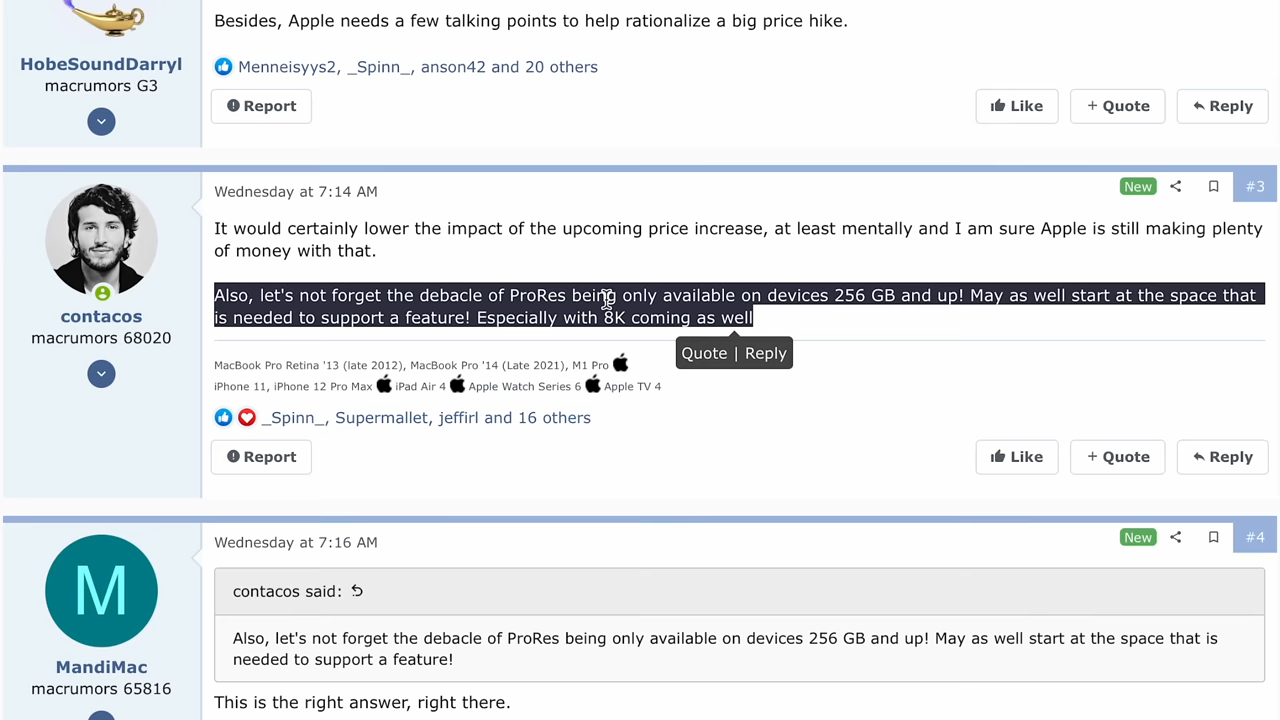 Besides, Apple needs a few talking points to help rationalize a big price hike.
HobeSoundDarryl
macrumors G3
Menneisyys2, _Spinn_, anson42 and 20 others
Report
Like
+ Quote
Reply
Wednesday at 7:14 AM
New
#3
It would certainly lower the impact of the upcoming price increase, at least mentally and I am sure Apple is still making plenty
of money with that.
Also, let's not forget the debacle of ProRes being only available on devices 256 GB and up! May as well start at the space that
is needed to support a feature! Especially with 8K coming as well
contacos
macrumors 68020
Quote | Reply
MacBook Pro Retina '13 (late 2012), MacBook Pro '14 (Late 2021), M1 Pro
iPhone 11, iPhone 12 Pro Max iPad Air 4 Apple Watch Series 6 Apple TV 4
_Spinn_, Supermallet, jeffirl and 16 others
Report
Like
+ Quote
Reply
Wednesday at 7:16 AM
New
#4
M
MandiMac
macrumors 65816
contacos said:
Also, let's not forget the debacle of ProRes being only available on devices 256 GB and up! May as well start at the space that is
needed to support a feature!
This is the right answer, right there.